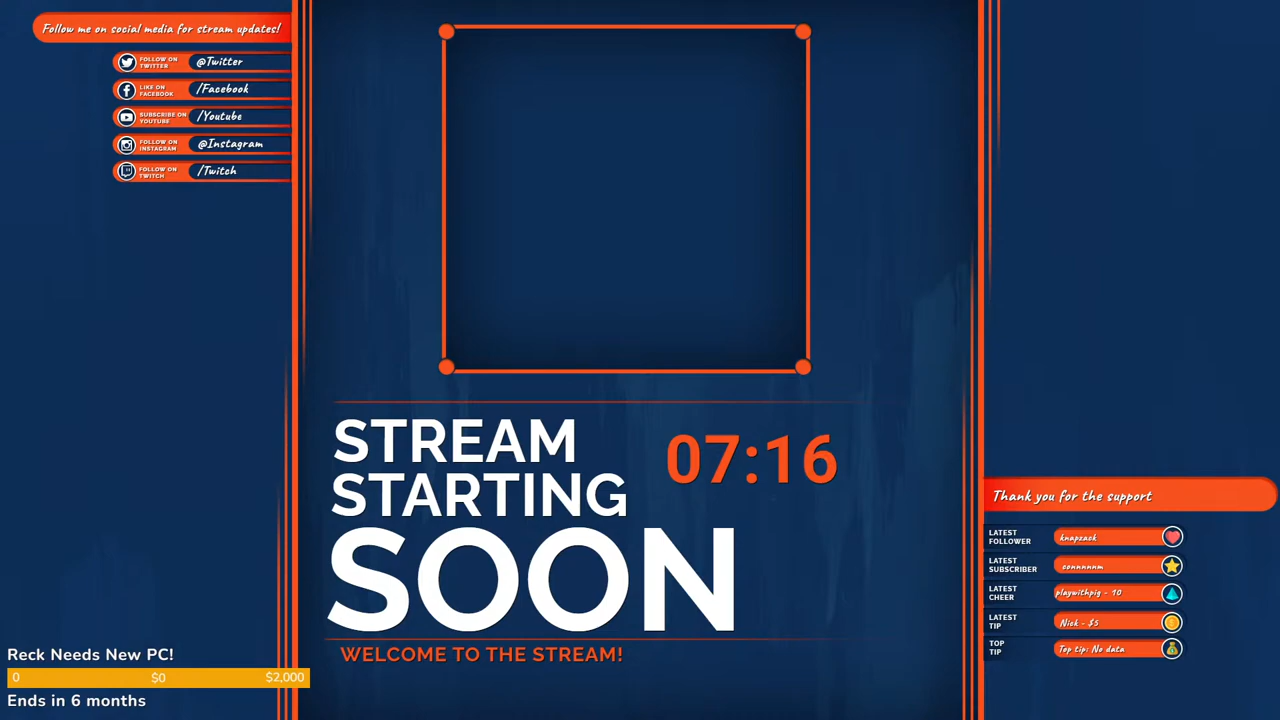 Follow me on social media for stream updates!
FOLLOW ON
TWITTER
@Twitter
LIKE ON
FACEBOOK
/Facebook
SUBSCRIBE ON
YOUTUBE
/Youtube
FOLLOW ON
INSTAGRAM
@Instagram
FOLLOW ON
TWITCH
/Twitch
STREAM
STARTING
SOON
07:16
WELCOME TO THE STREAM!
Reck Needs New PC!
0 $0 $2,000
Ends in 6 months
Thank you for the support
LATEST
FOLLOWER
knapzack
LATEST
SUBSCRIBER
LATEST
CHEER
playwithpig - 10
LATEST
TIP
Nick - $5
TOP
TIP
Top tip: No data